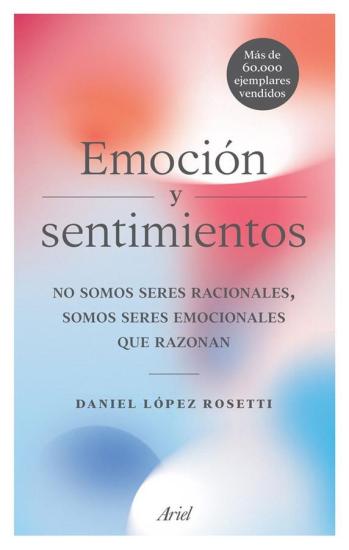 Más de
60.000
ejemplares
vendidos
Emoción
y
sentimientos
NO SOMOS SERES RACIONALES,
SOMOS SERES EMOCIONALES
QUE RAZONAN
DANIEL LÓPEZ ROSETTI
Ariel